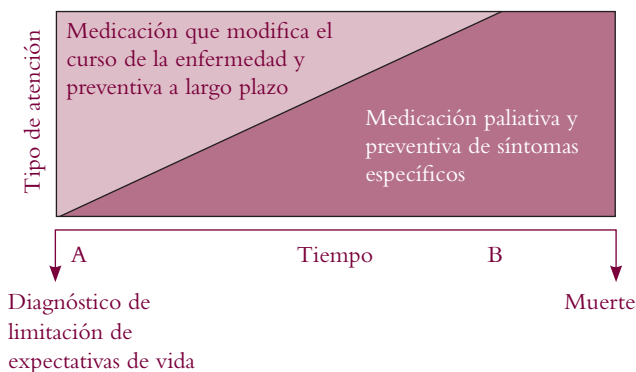 Tipo de atención
Medicación que modifica el
curso de la enfermedad y
preventiva a largo plazo
Medicación paliativa y
preventiva de síntomas
específicos
A
Tiempo
B
Diagnóstico de
limitación de
expectativas de vida
Muerte